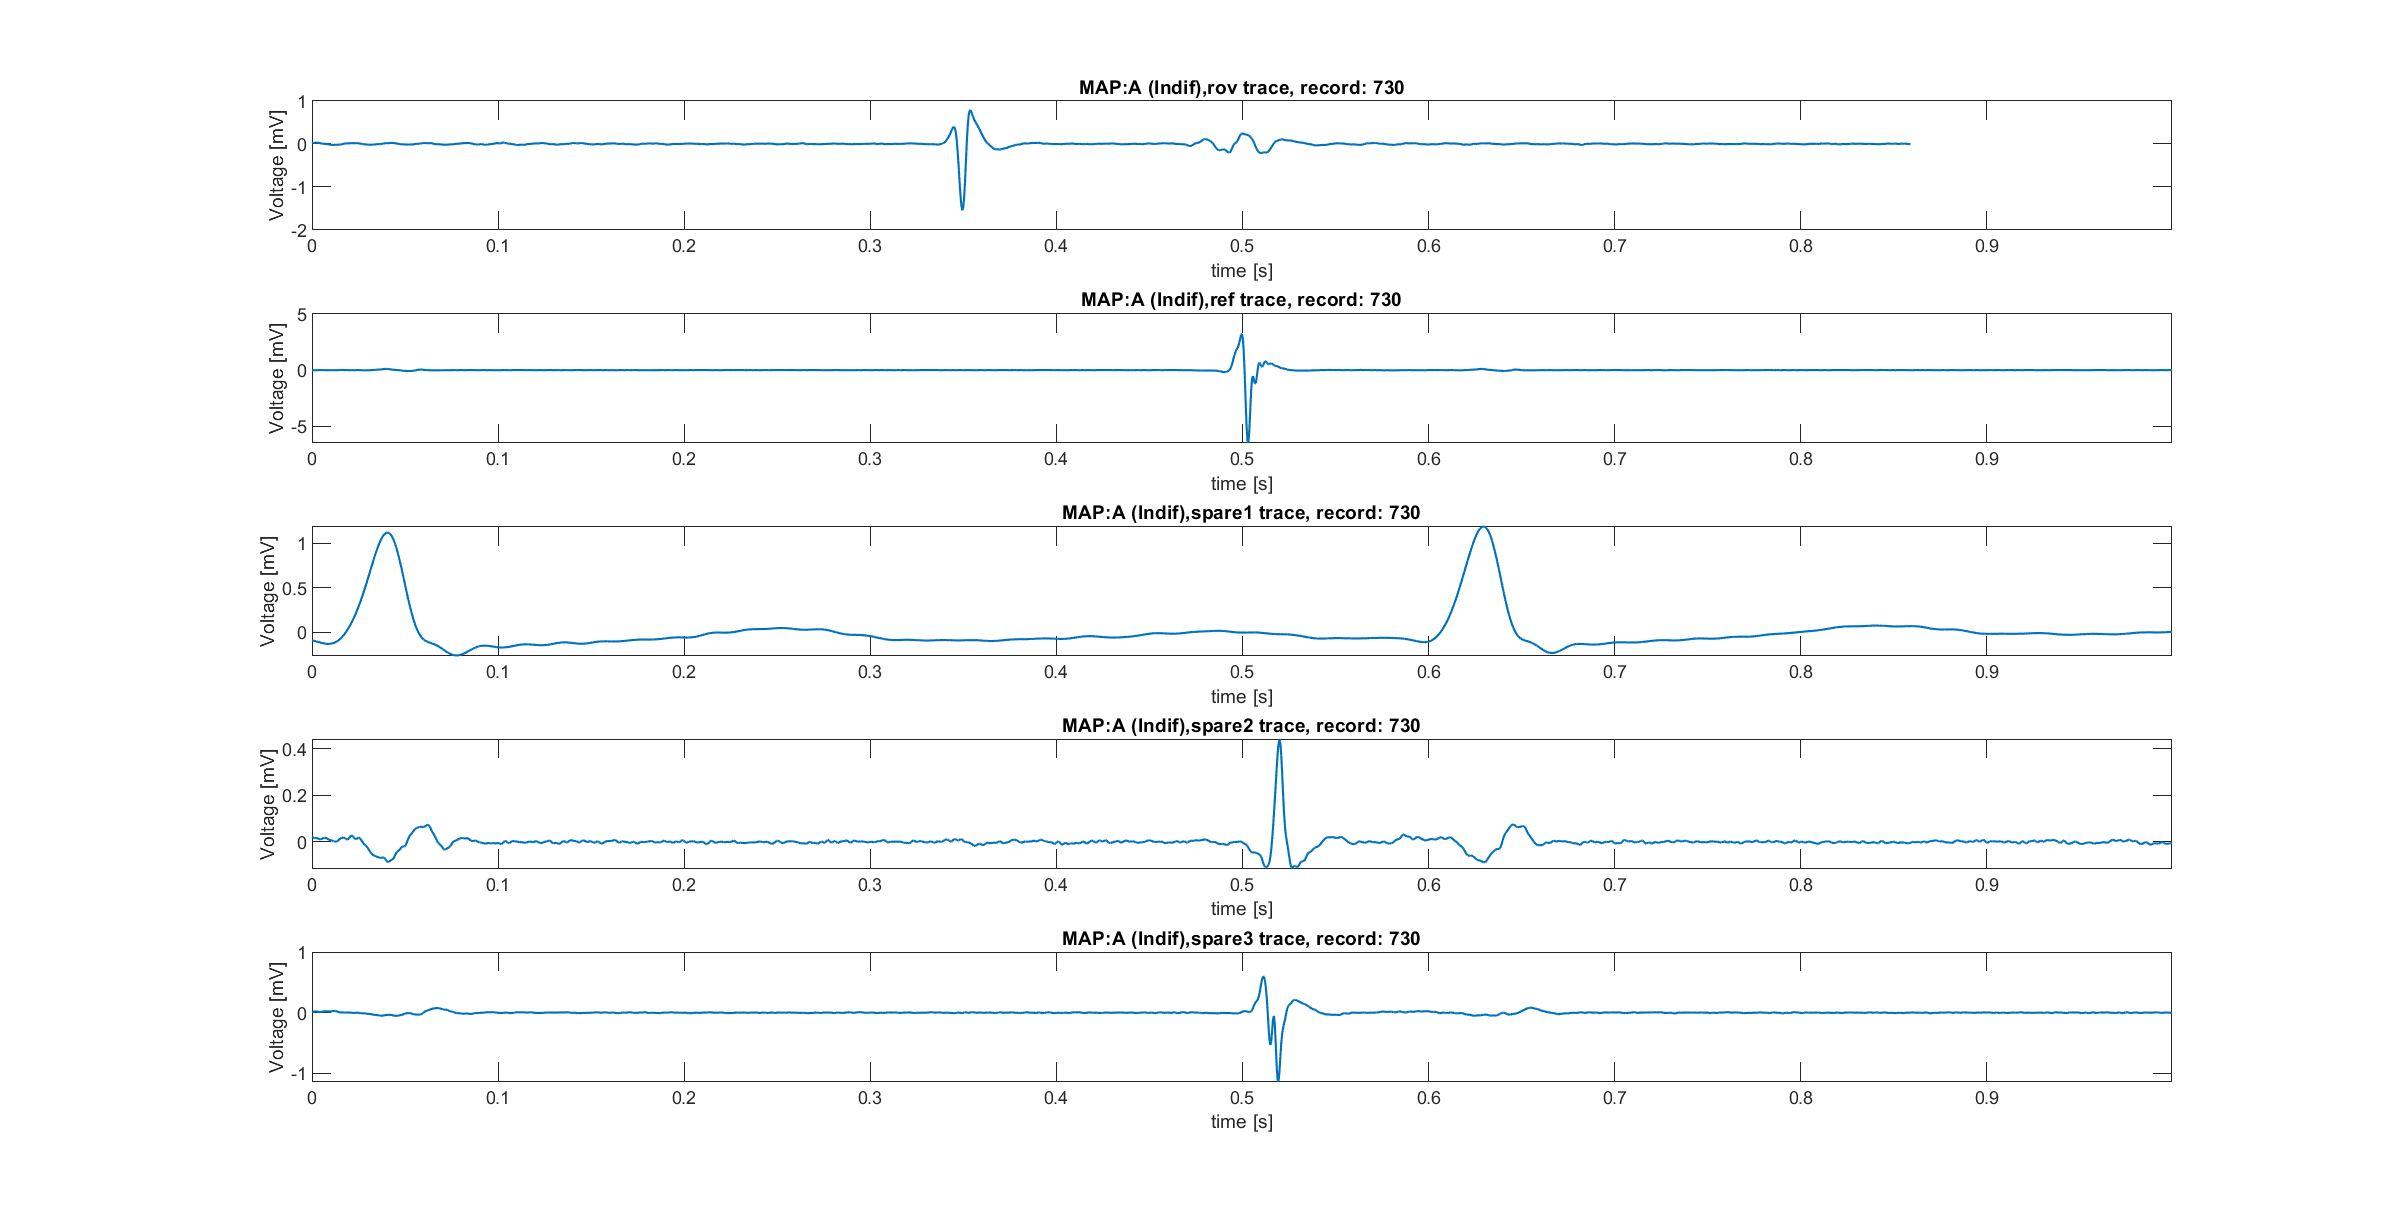 MAP:A (Indif),rov trace, record: 730
Voltage [mV]
1
0
-1
-2
0 0.1 0.2 0.3 0.4 0.5 0.6 0.7 0.8 0.9
time [s]
MAP:A (Indif),ref trace, record: 730
Voltage [mV]
5
0
-5
0 0.1 0.2 0.3 0.4 0.5 0.6 0.7 0.8 0.9
time [s]
MAP:A (Indif),spare1 trace, record: 730
Voltage [mV]
1
0.5
0
0 0.1 0.2 0.3 0.4 0.5 0.6 0.7 0.8 0.9
time [s]
MAP:A (Indif),spare2 trace, record: 730
Voltage [mV]
0.4
0.2
0
0 0.1 0.2 0.3 0.4 0.5 0.6 0.7 0.8 0.9
time [s]
MAP:A (Indif),spare3 trace, record: 730
Voltage [mV]
1
0
-1
0 0.1 0.2 0.3 0.4 0.5 0.6 0.7 0.8 0.9
time [s]